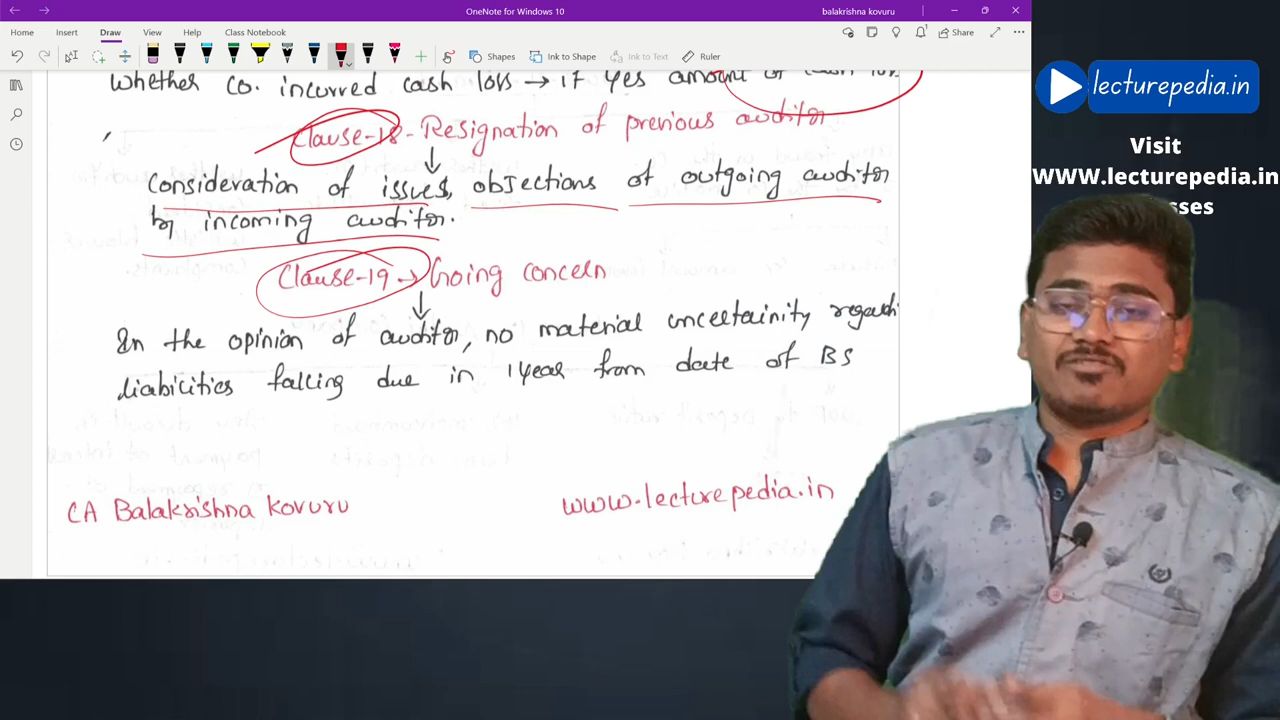 OneNote for Windows 10
balakrishna kovuru
Home Insert Draw View Help Class Notebook
Share
Shapes Ink to Shape Ink to Text Ruler
Whether Co. incurred cash loss → If Yes amount of cash loss
Clause-18 - Resignation of previous auditor
Consideration of issues, objections of outgoing auditor
by incoming auditor.
Clause-19 → Going concern
In the opinion of auditor, no material uncertainity regardi
liabilities falling due in 1 year from date of BS
CA Balakrishna Kovuru
www.lecturepedia.in
lecturepedia.in
Visit
WWW.lecturepedia.in
sses